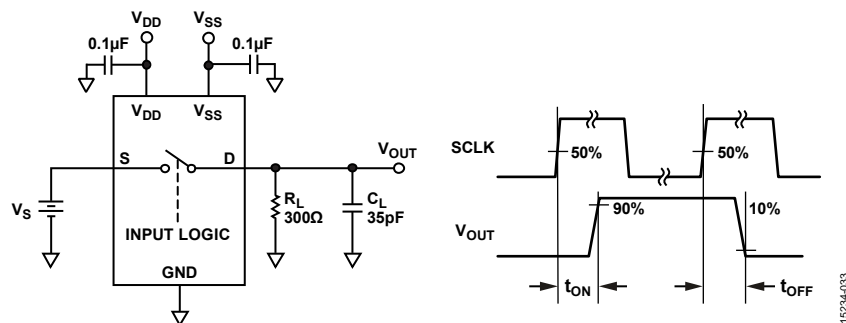 VDD
VSS
0.1µF
0.1µF
VDD
VSS
S
D
VOUT
VS
RL
300Ω
CL
35pF
INPUT LOGIC
GND
SCLK
50%
50%
VOUT
90%
10%
tON
tOFF
15234-033